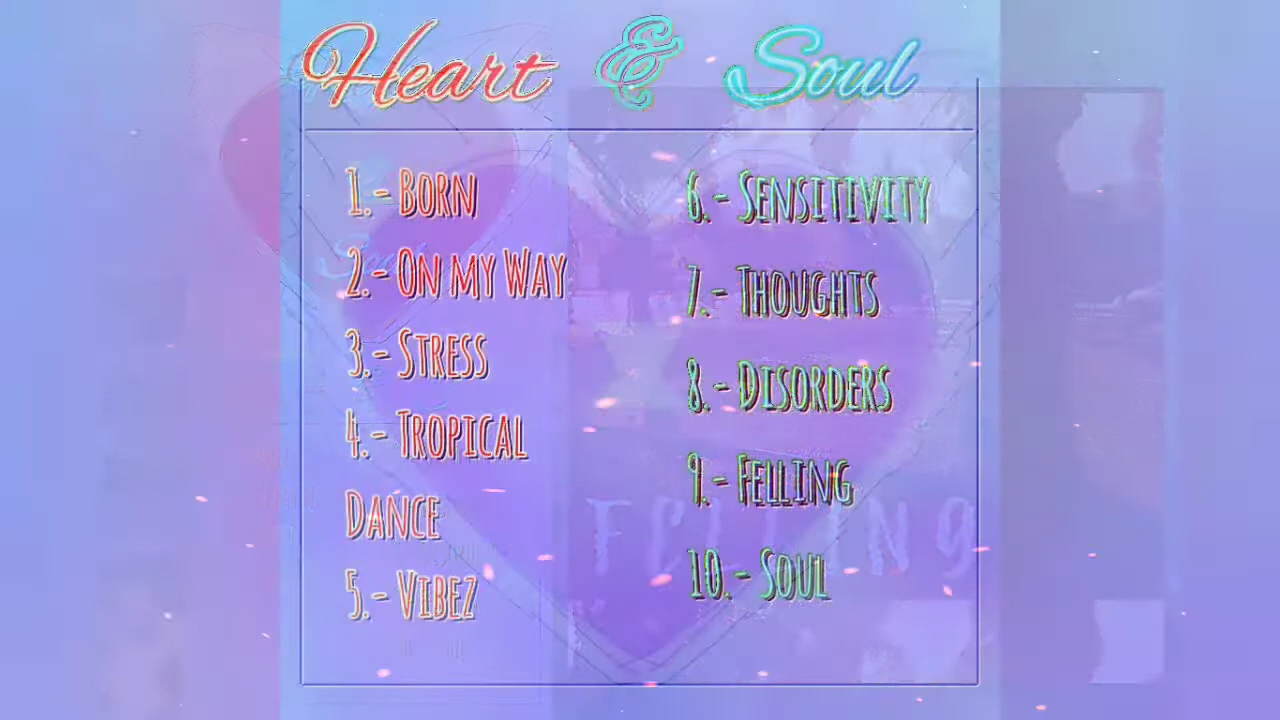 Heart & Soul
1.- Born
2.- On my Way
3.- Stress
4.- Tropical
Dance
5.- Vibez
6.- Sensitivity
7.- Thoughts
8.- Disorders
9.- Felling
10.- Soul
FELLING